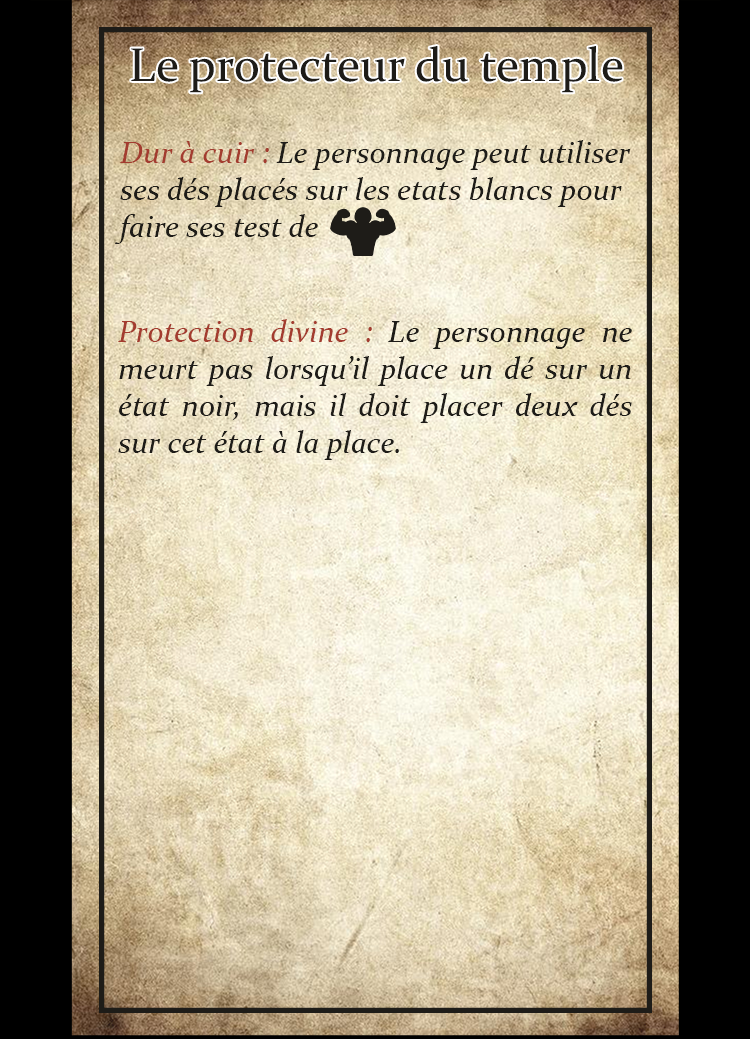 Le protecteur du temple
Dur à cuir : Le personnage peut utiliser
ses dés placés sur les etats blancs pour
faire ses test de
Protection divine : Le personnage ne
meurt pas lorsqu’il place un dé sur un
état noir, mais il doit placer deux dés
sur cet état à la place.